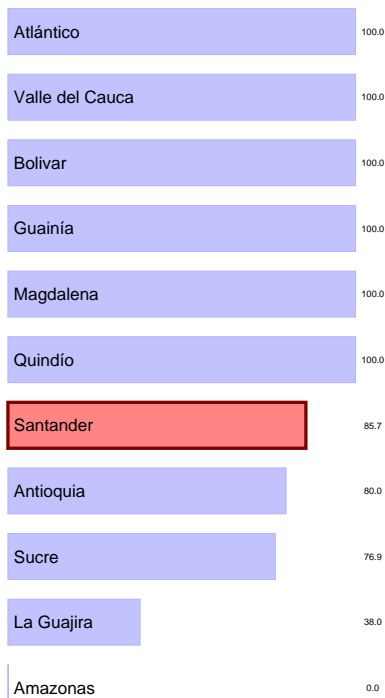 Atlántico 100.0
Valle del Cauca 100.0
Bolivar 100.0
Guainía 100.0
Magdalena 100.0
Quindío 100.0
Santander 85.7
Antioquia 80.0
Sucre 76.9
La Guajira 38.0
Amazonas 0.0